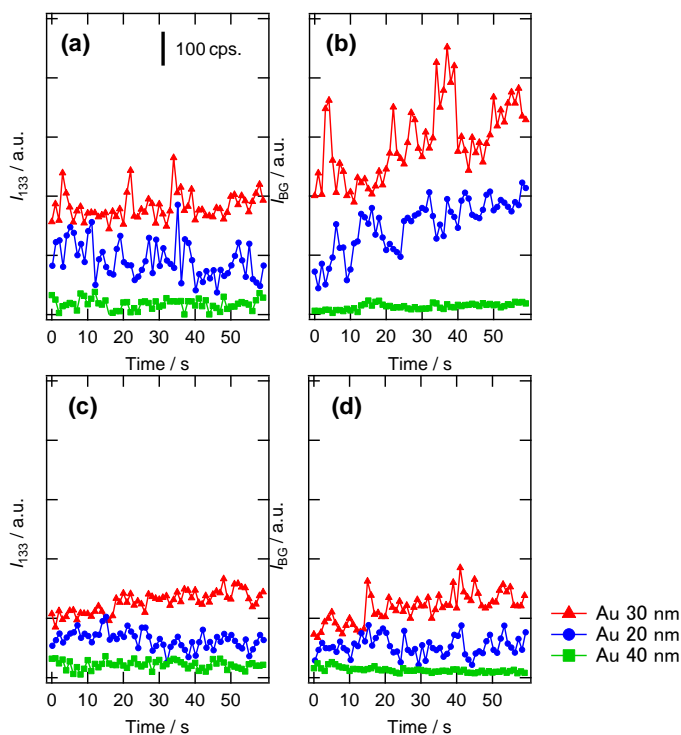 (a)
100 cps.
I133 / a.u.
0 10 20 30 40 50
Time / s
(b)
IBG / a.u.
0 10 20 30 40 50
Time / s
(c)
I133 / a.u.
0 10 20 30 40 50
Time / s
(d)
IBG / a.u.
0 10 20 30 40 50
Time / s
Au 30 nm
Au 20 nm
Au 40 nm